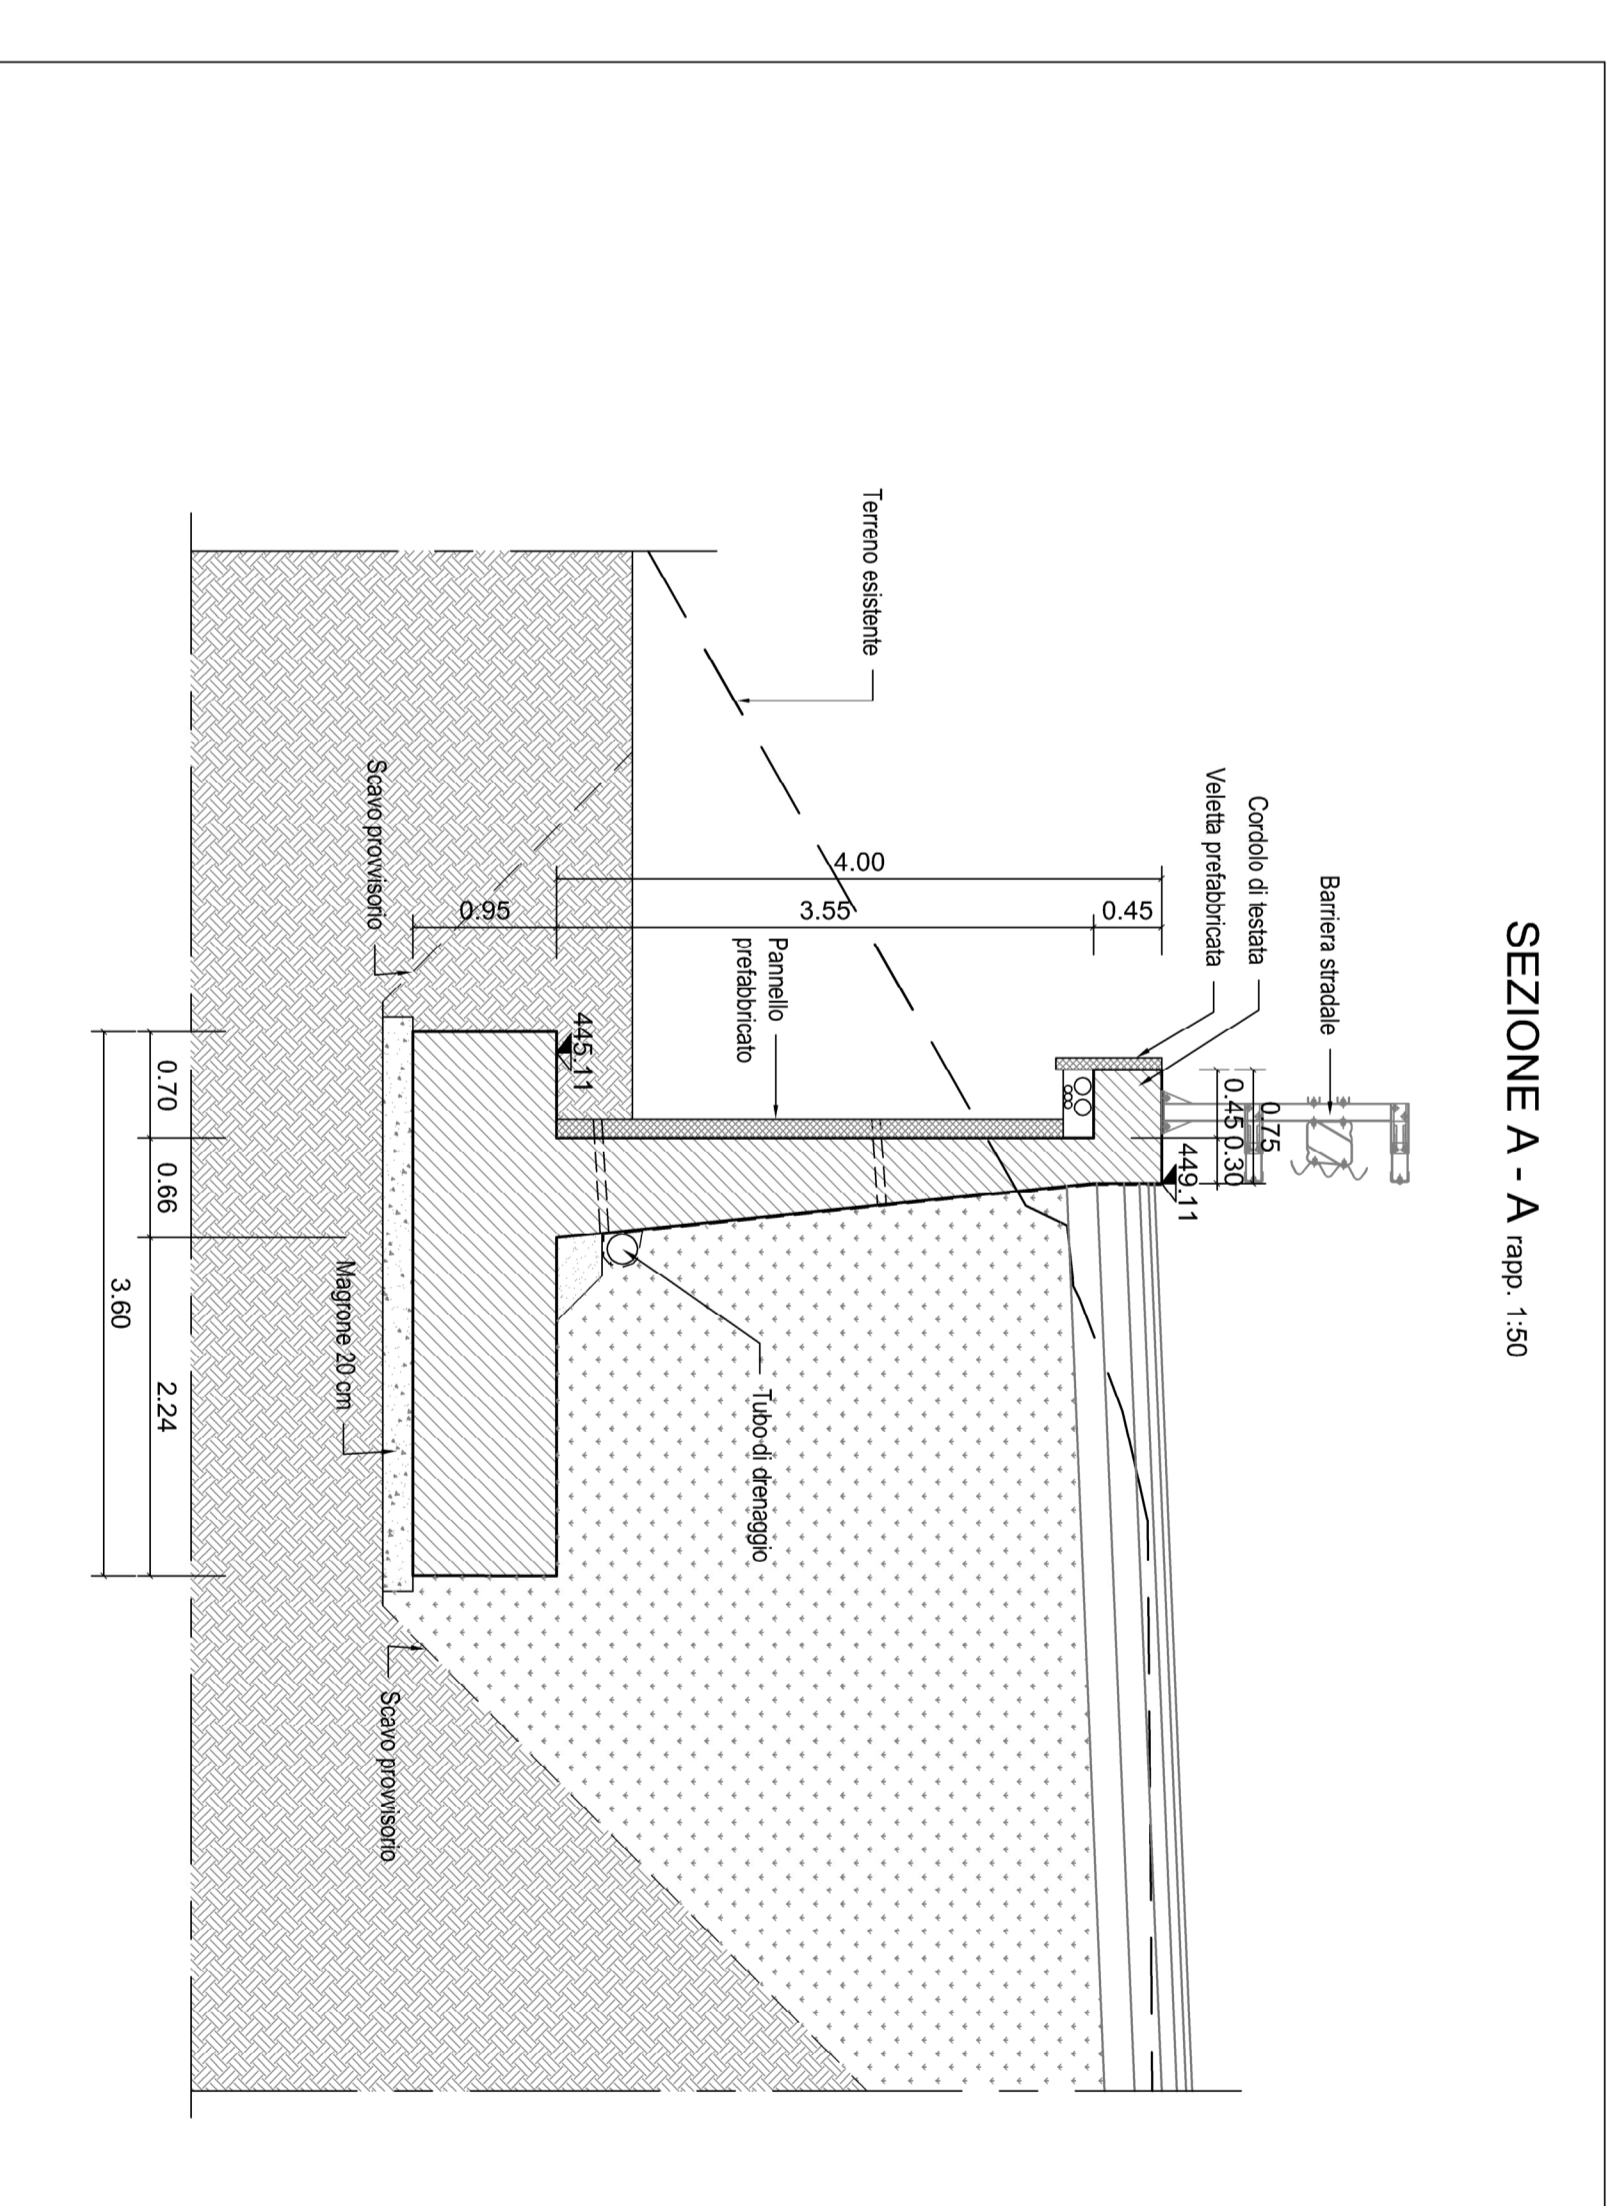 SEZIONE A - A rapp. 1:50
Barriera stradale
Cordolo di testata
Veletta prefabbricata
0.75
0.45
0.30
449.11
Terreno esistente
4.00
0.45
3.55
0.95
Pannello
prefabbricato
445.11
Tubo di drenaggio
Scavo provvisorio
Magrone 20 cm
Scavo provvisorio
0.70
0.66
2.24
3.60